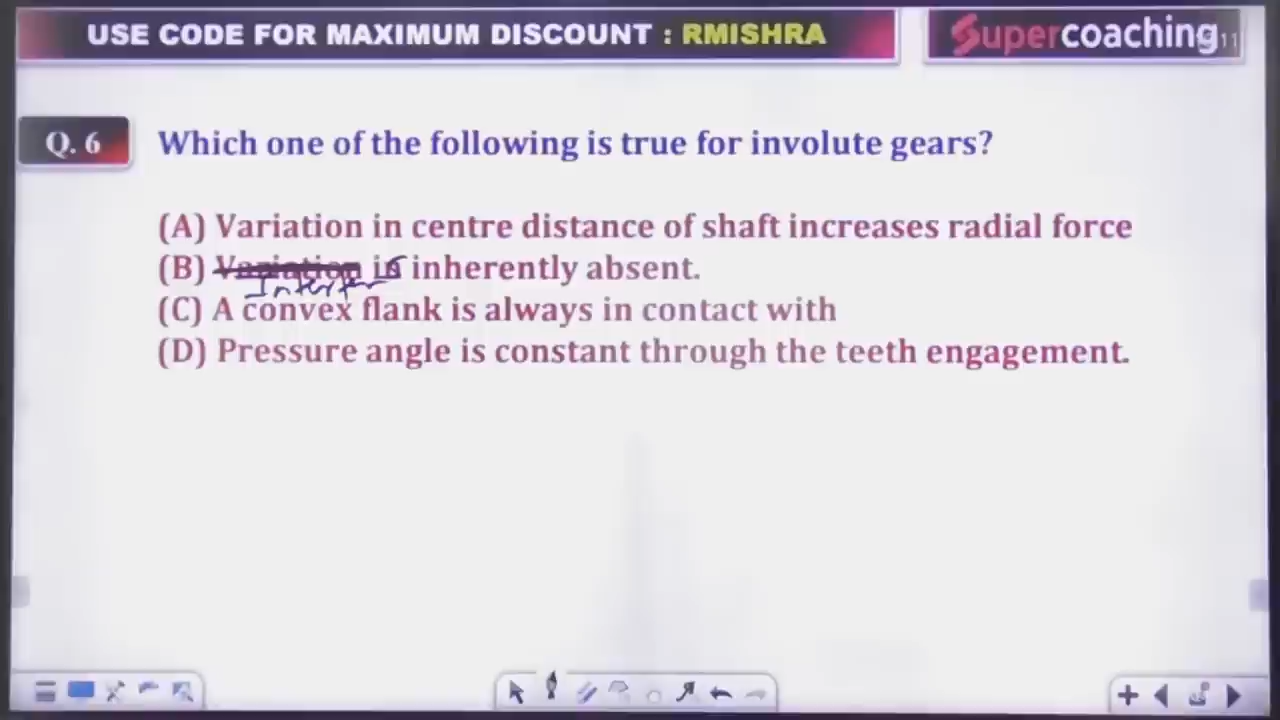 USE CODE FOR MAXIMUM DISCOUNT : RMISHRA
Supercoaching
11
Q. 6
Which one of the following is true for involute gears?
(A) Variation in centre distance of shaft increases radial force
(B) Variation is inherently absent.
Interfer
(C) A convex flank is always in contact with
(D) Pressure angle is constant through the teeth engagement.